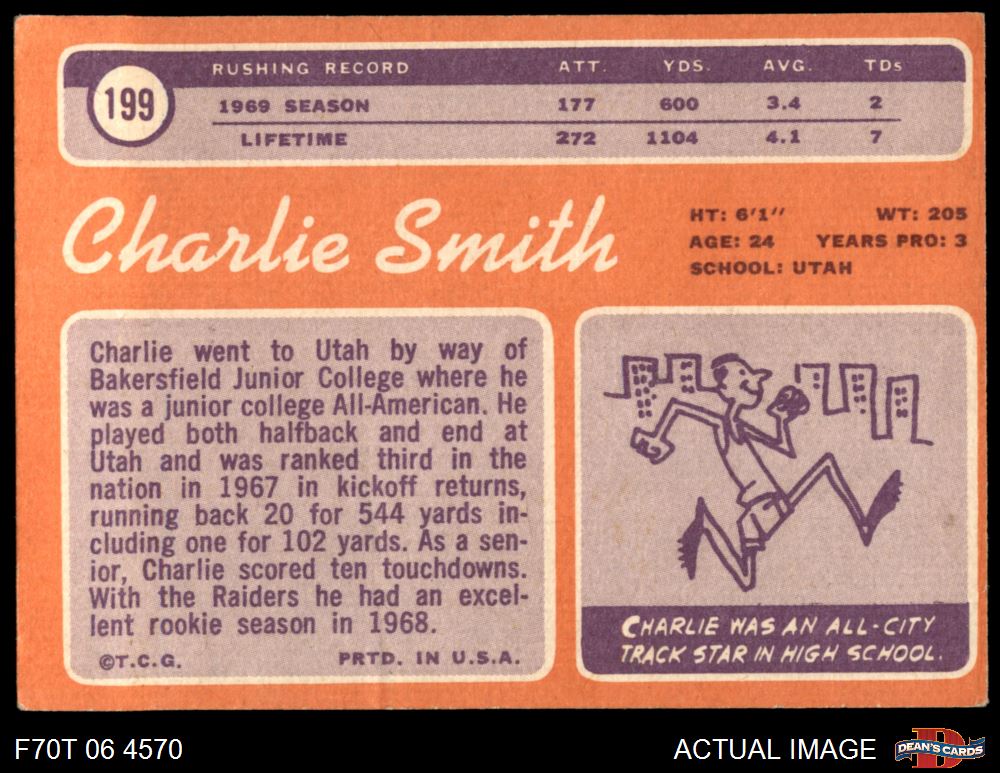 199
RUSHING RECORD ATT. YDS. AVG. TDs
1969 SEASON 177 600 3.4 2
LIFETIME 272 1104 4.1 7
Charlie Smith
HT: 6'1" WT: 205
AGE: 24 YEARS PRO: 3
SCHOOL: UTAH
Charlie went to Utah by way of
Bakersfield Junior College where he
was a junior college All-American. He
played both halfback and end at
Utah and was ranked third in the
nation in 1967 in kickoff returns,
running back 20 for 544 yards in-
cluding one for 102 yards. As a sen-
ior, Charlie scored ten touchdowns.
With the Raiders he had an excel-
lent rookie season in 1968.
©T.C.G. PRTD. IN U.S.A.
CHARLIE WAS AN ALL-CITY
TRACK STAR IN HIGH SCHOOL.
F70T 06 4570 ACTUAL IMAGE
D
DEAN'S CARDS